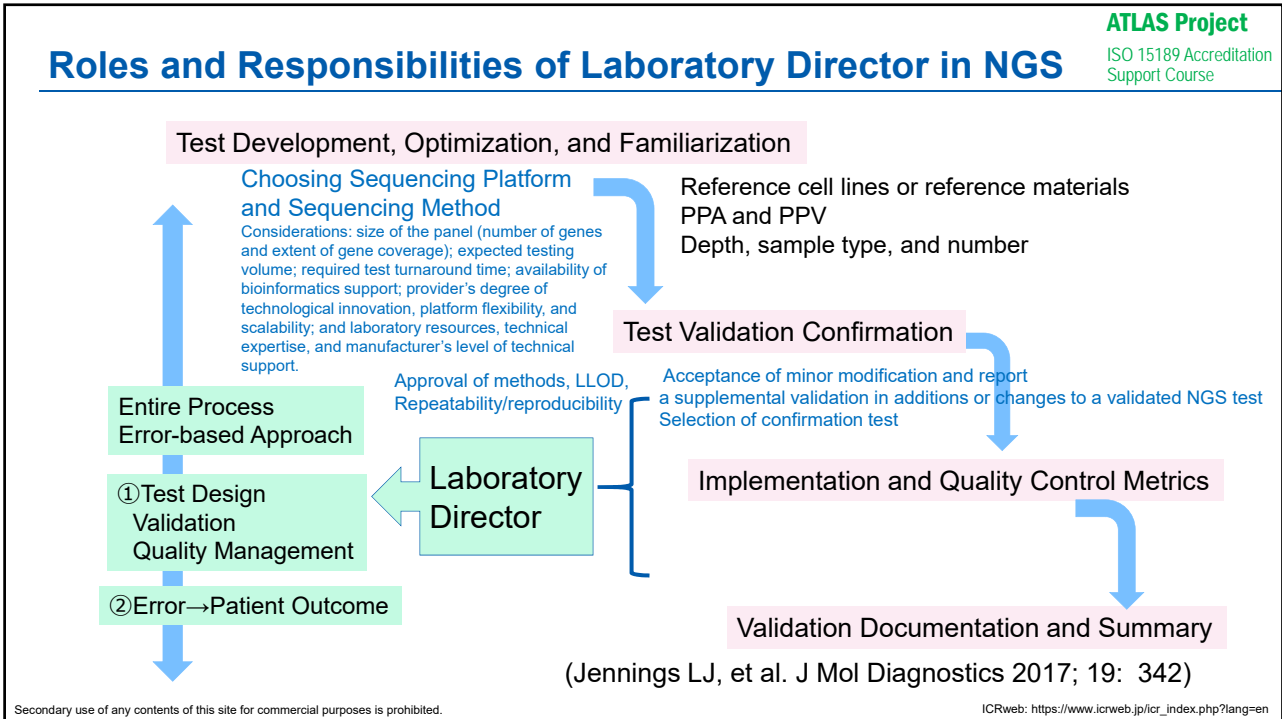 ATLAS Project
ISO 15189 Accreditation
Support Course
Roles and Responsibilities of Laboratory Director in NGS
Test Development, Optimization, and Familiarization
Choosing Sequencing Platform
and Sequencing Method
Considerations: size of the panel (number of genes
and extent of gene coverage); expected testing
volume; required test turnaround time; availability of
bioinformatics support; provider's degree of
technological innovation, platform flexibility, and
scalability; and laboratory resources, technical
expertise, and manufacturer's level of technical
support.
Reference cell lines or reference materials
PPA and PPV
Depth, sample type, and number
Test Validation Confirmation
Approval of methods, LLOD,
Repeatability/reproducibility
Acceptance of minor modification and report
a supplemental validation in additions or changes to a validated NGS test
Selection of confirmation test
Entire Process
Error-based Approach
①Test Design
Validation
Quality Management
②Error→Patient Outcome
Laboratory
Director
Implementation and Quality Control Metrics
Validation Documentation and Summary
(Jennings LJ, et al. J Mol Diagnostics 2017; 19: 342)
Secondary use of any contents of this site for commercial purposes is prohibited.
ICRweb: https://www.icrweb.jp/icr_index.php?lang=en